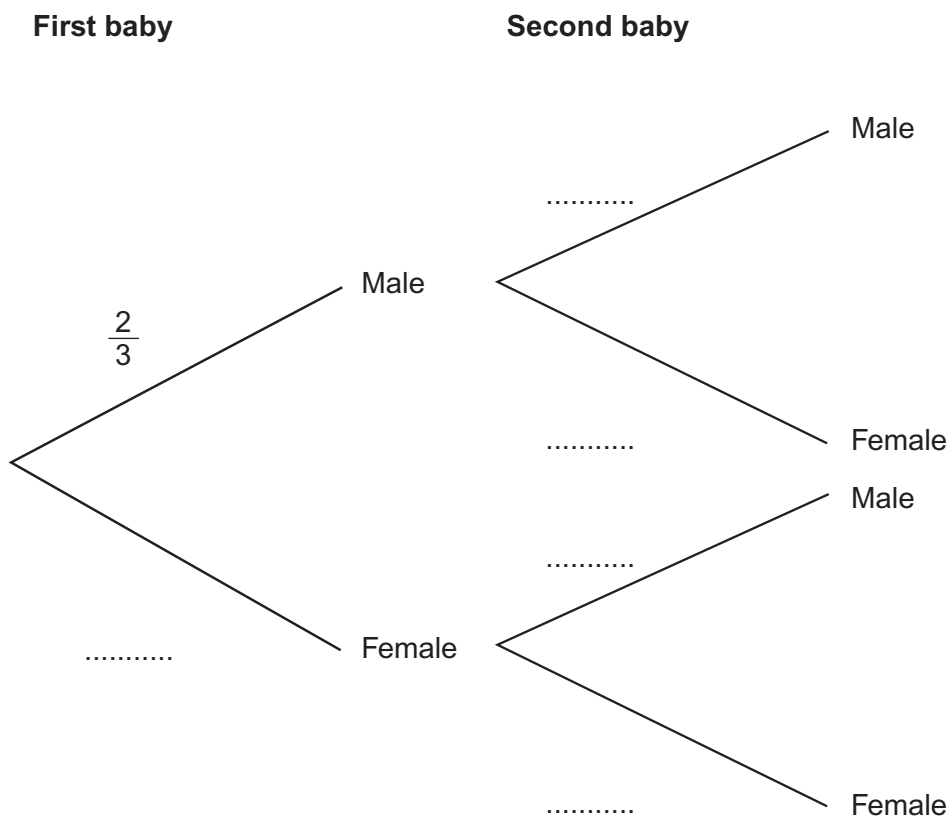 First baby Second baby
Male
...........
Male
2
3
...........
Female
Male
...........
Female
...........
...........
Female